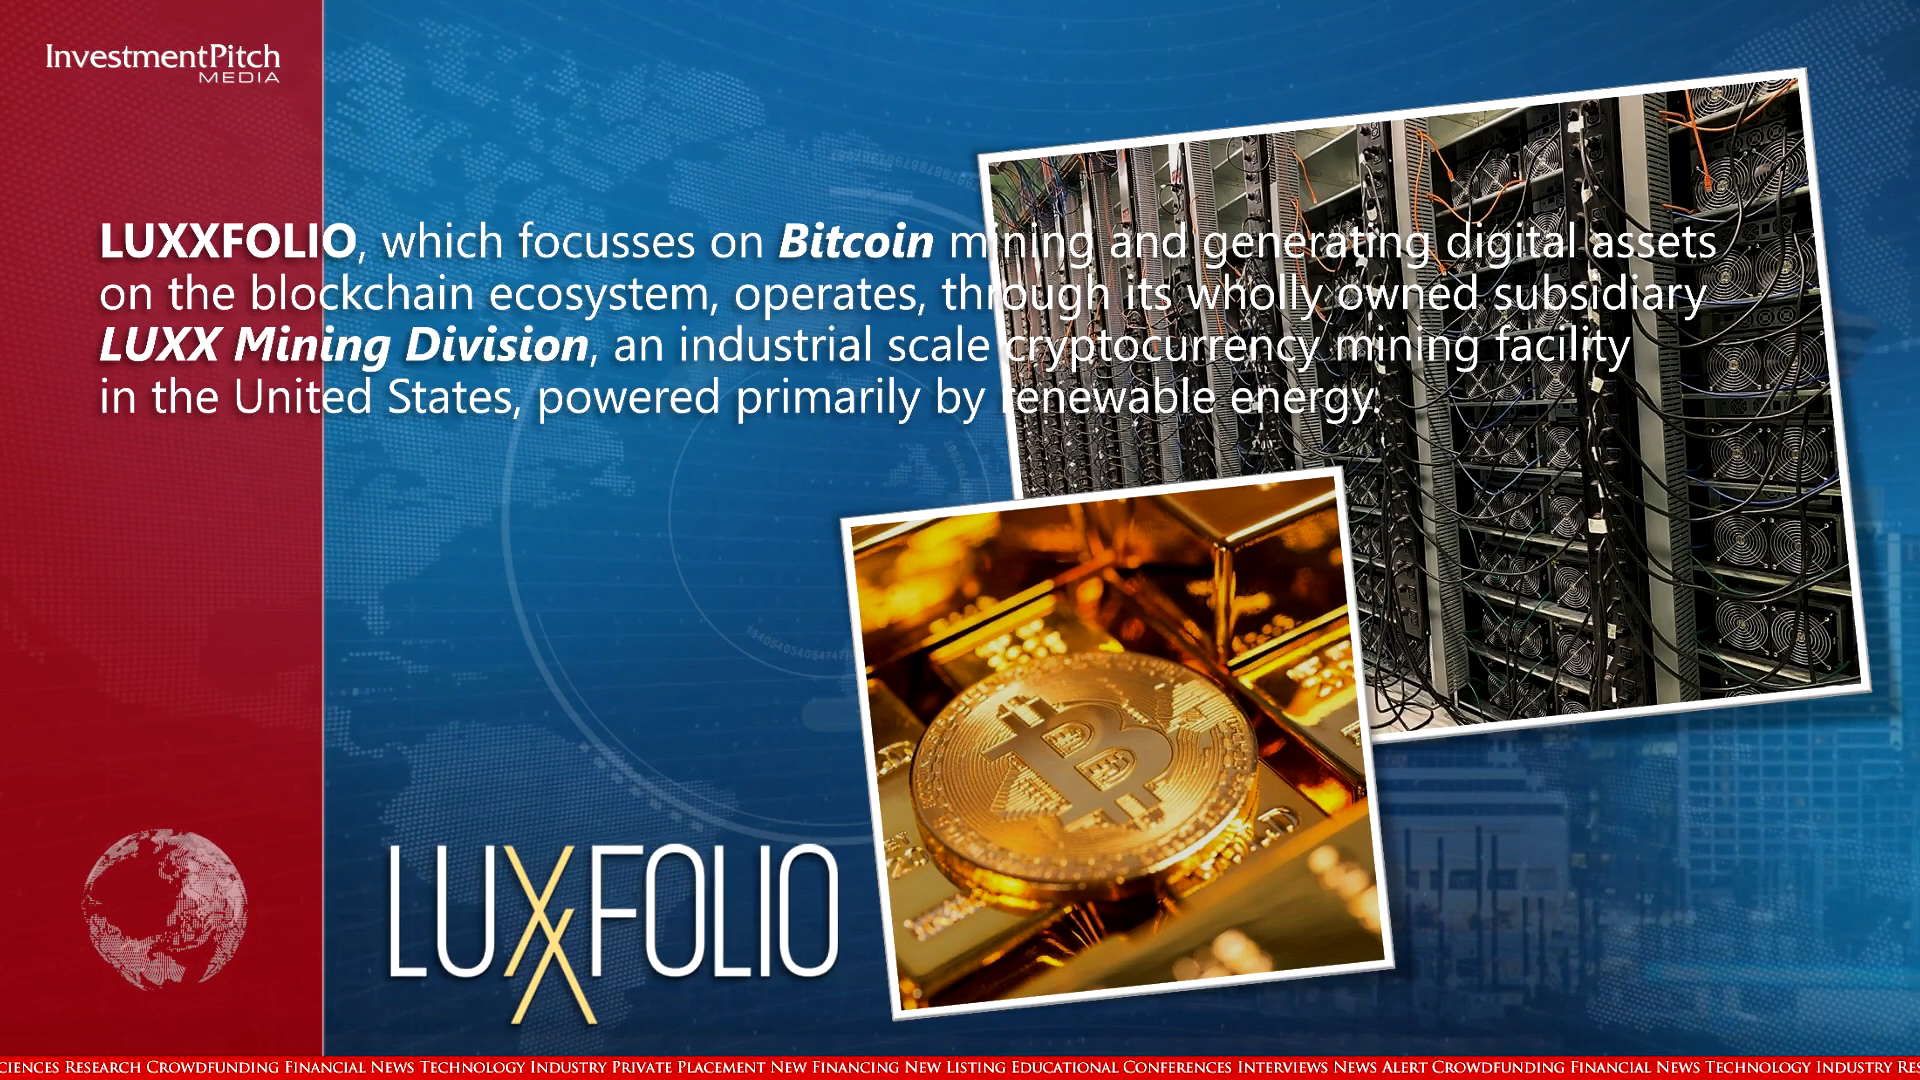 InvestmentPitch
MEDIA
LUXXFOLIO, which focusses on Bitcoin mining and generating digital assets
on the blockchain ecosystem, operates, through its wholly owned subsidiary
LUXX Mining Division, an industrial scale cryptocurrency mining facility
in the United States, powered primarily by renewable energy.
LUXXFOLIO
CIENCES RESEARCH CROWDFUNDING FINANCIAL NEWS TECHNOLOGY INDUSTRY PRIVATE PLACEMENT NEW FINANCING NEW LISTING EDUCATIONAL CONFERENCES INTERVIEWS NEWS ALERT CROWDFUNDING FINANCIAL NEWS TECHNOLOGY INDUSTRY RES